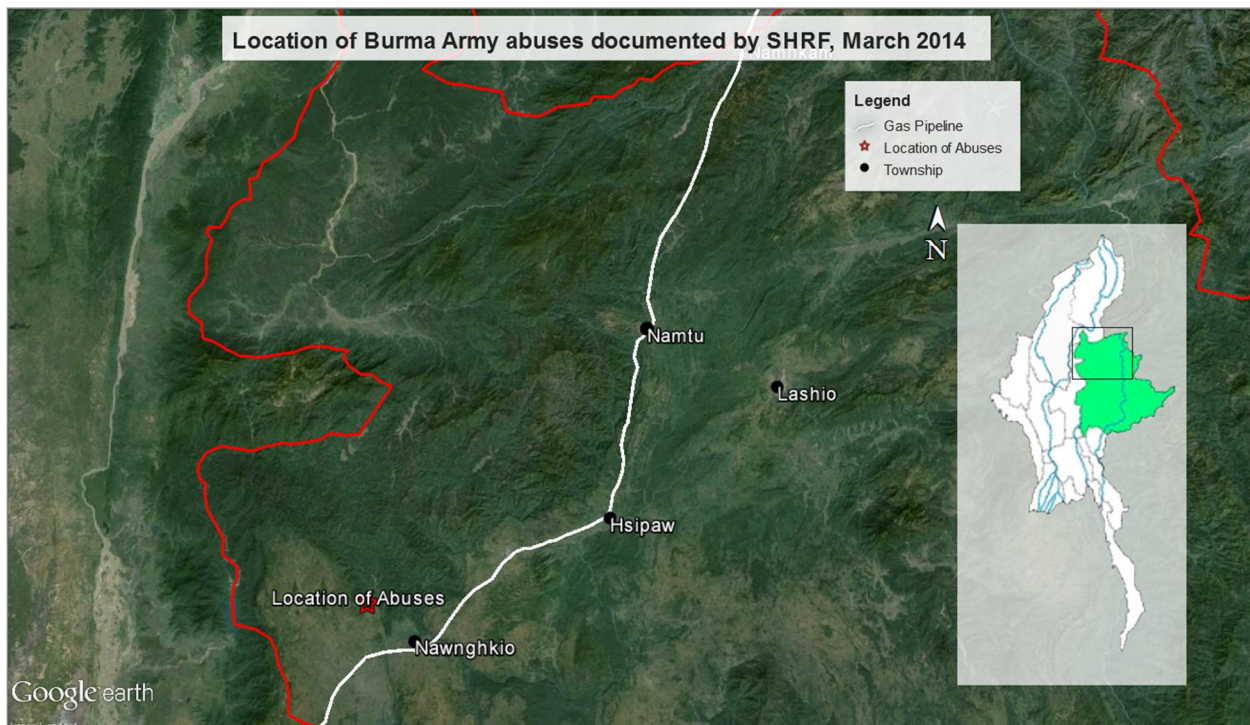 Location of Burma Army abuses documented by SHRF, March 2014
Namhkam
Legend
Gas Pipeline
Location of Abuses
Township
N
Namtu
Lashio
Hsipaw
Location of Abuses
Nawnghkio
Google earth